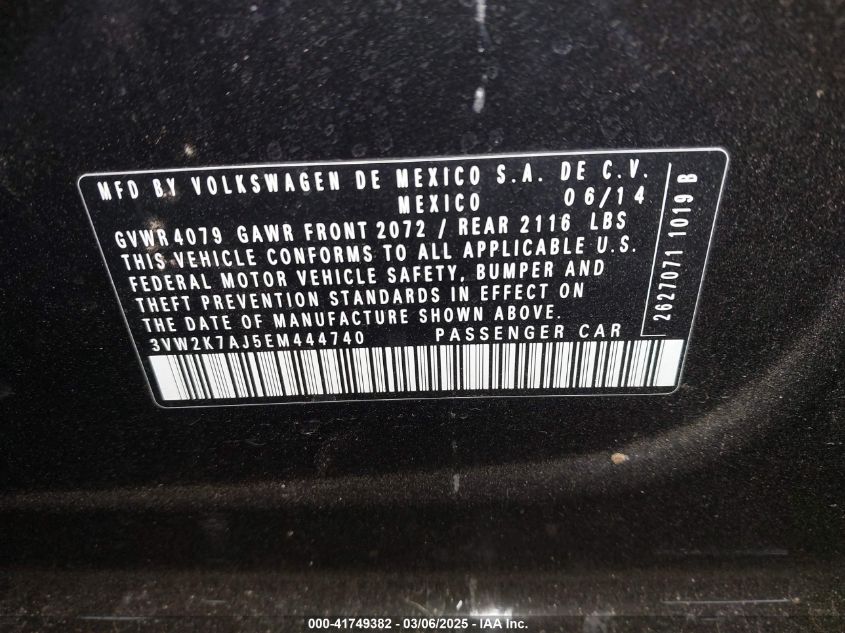 MFD BY VOLKSWAGEN DE MEXICO S.A. DE C.V.
MEXICO 06/14
GVWR 4079 GAWR FRONT 2072 / REAR 2116 LBS
THIS VEHICLE CONFORMS TO ALL APPLICABLE U.S.
FEDERAL MOTOR VEHICLE SAFETY, BUMPER AND
THEFT PREVENTION STANDARDS IN EFFECT ON
THE DATE OF MANUFACTURE SHOWN ABOVE.
3VW2K7AJ5EM444740 PASSENGER CAR
2627071 1019 B
000-41749382 - 03/06/2025 - IAA Inc.